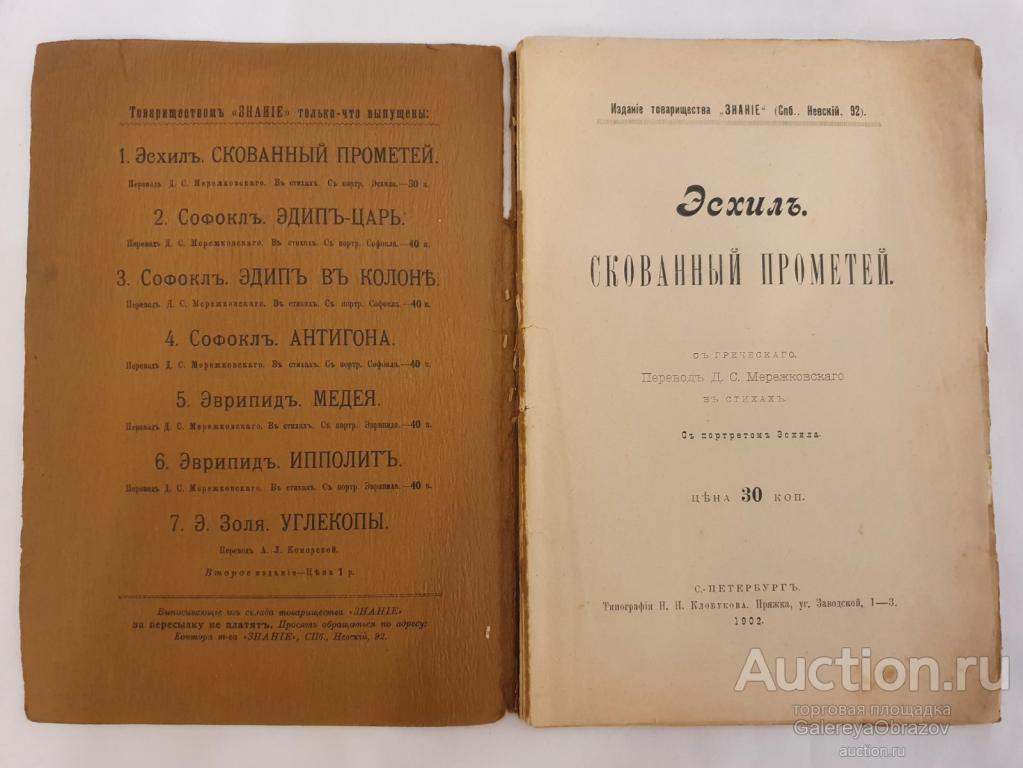 Товариществомъ «ЗНАНІЕ» только-что выпущены:
1. Эсхилъ. СКОВАННЫЙ ПРОМЕТЕЙ.
Переводъ Д. С. Мережковскаго. Въ стихахъ. Съ портр. Эсхила.—30 к.
2. Софоклъ. ЭДИПЪ-ЦАРЬ.
Переводъ Д. С. Мережковскаго. Въ стихахъ. Съ портр. Софокла.—40 к.
3. Софоклъ. ЭДИПЪ ВЪ КОЛОНѢ.
Переводъ Д. С. Мережковскаго. Въ стихахъ. Съ портр. Софокла.—40 к.
4. Софоклъ. АНТИГОНА.
Переводъ Д. С. Мережковскаго. Въ стихахъ. Съ портр. Софокла.—40 к.
5. Эврипидъ. МЕДЕЯ.
Переводъ Д. С. Мережковскаго. Въ стихахъ. Съ портр. Эврипида.—40 к.
6. Эврипидъ. ИППОЛИТЪ.
Переводъ Д. С. Мережковскаго. Въ стихахъ. Съ портр. Эврипида.—40 к.
7. Э. Золя. УГЛЕКОПЫ.
Переводъ А. Л. Коморской.
Второе изданіе—Цѣна 1 р.
Выписывающіе изъ склада товарищества «ЗНАНІЕ»
за пересылку не платятъ. Просятъ обращаться по адресу:
Контора т-ва «ЗНАНІЕ», СПб., Невскій, 92.
Изданіе товарищества „ЗНАНІЕ“ (Спб., Невскій, 92).
Эсхилъ.
СКОВАННЫЙ ПРОМЕТЕЙ.
СЪ ГРЕЧЕСКАГО.
Переводъ Д. С. Мережковскаго
ВЪ СТИХАХЪ.
Съ портретомъ Эсхила.
ЦѢНА 30 КОП.
С.-ПЕТЕРБУРГЪ.
Типографія Н. Н. Клобукова. Пряжка, уг. Заводской, 1—3.
1902.
Auction.ru
торговая площадка
GalereyaObrazov
auction.ru